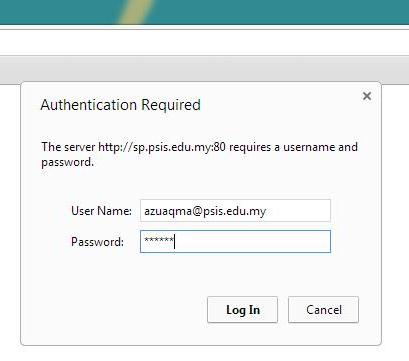 Authentication Required
The server http://sp.psis.edu.my:80 requires a username and
password.
User Name: azuaqma@psis.edu.my
Password: ******
Log In Cancel